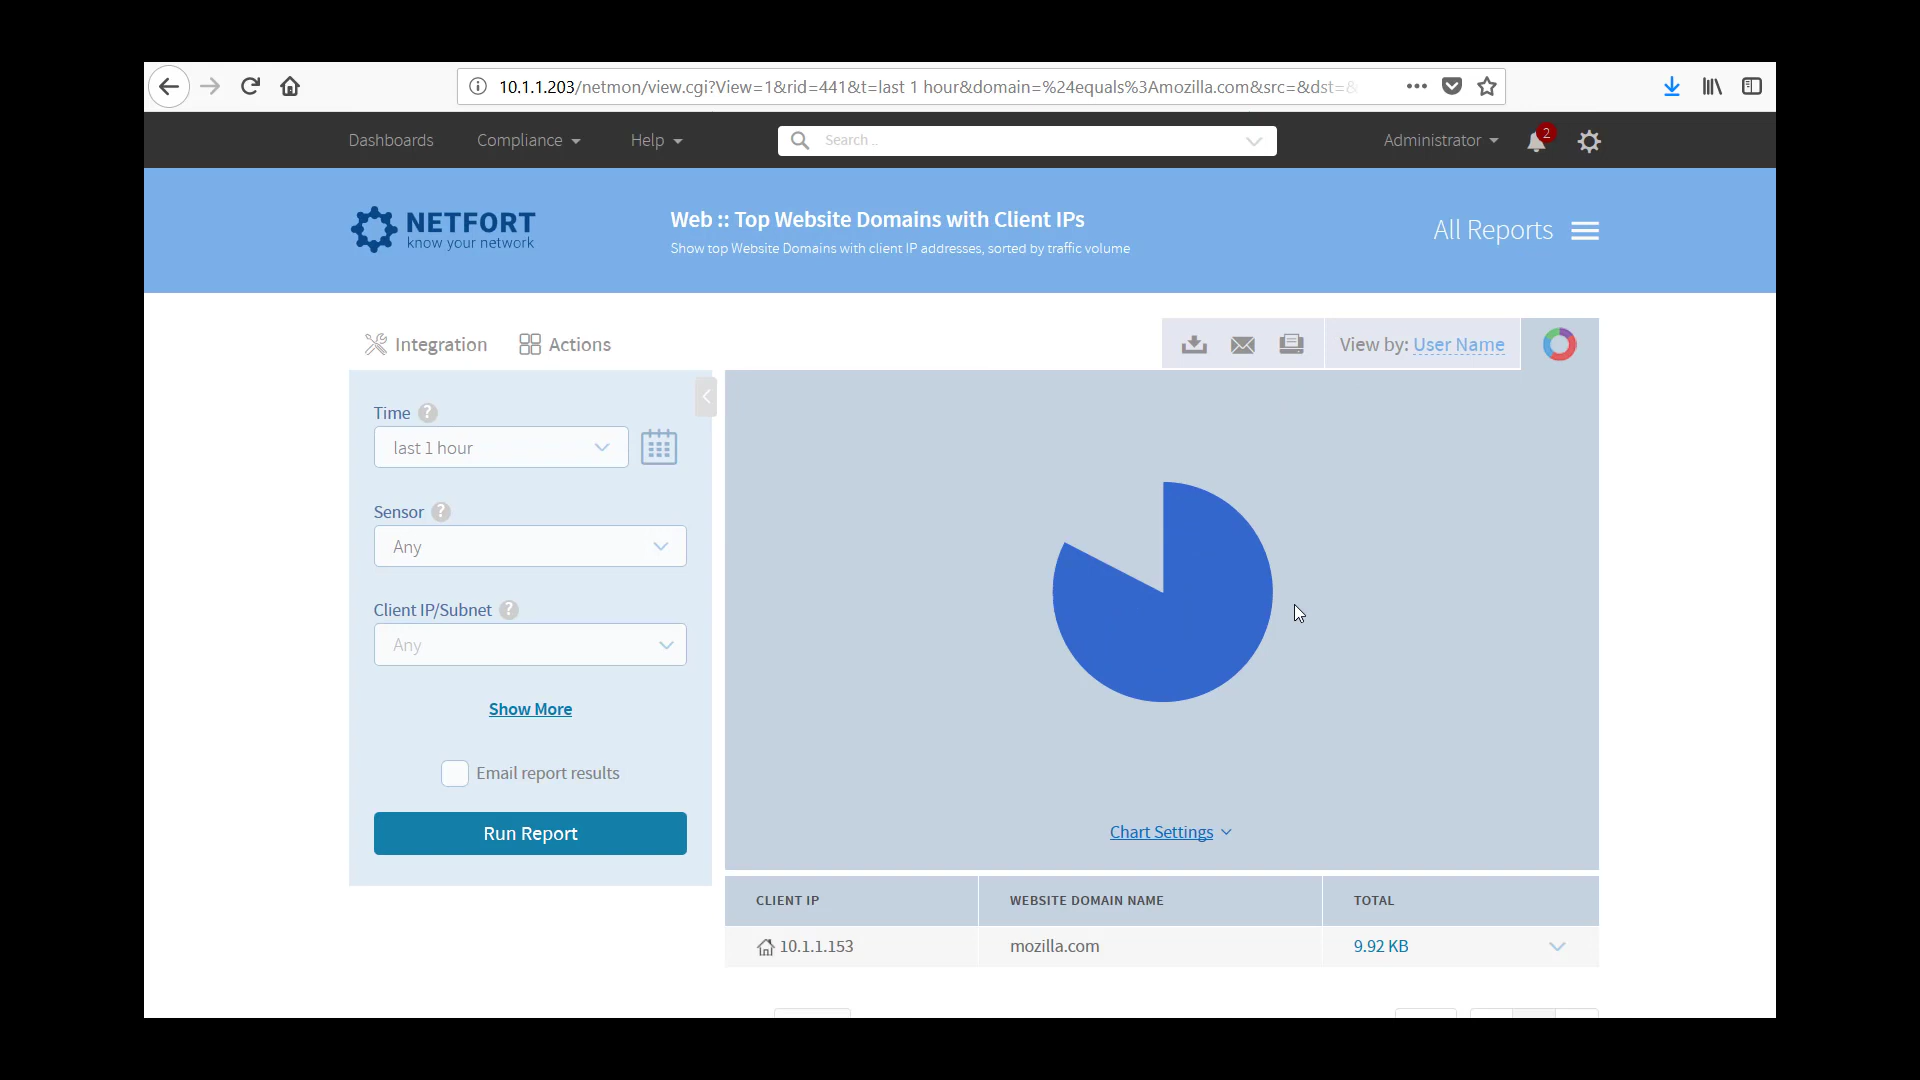 10.1.1.203/netmon/view.cgi?View=1&rid=441&t=last 1 hour&domain=%24equals%3Amozilla.com&src=&dst=&
Dashboards Compliance Help Search .. Administrator 2
NETFORT
know your network
Web :: Top Website Domains with Client IPs
Show top Website Domains with client IP addresses, sorted by traffic volume
All Reports
Integration Actions View by: User Name
Time ?
last 1 hour
Sensor ?
Any
Client IP/Subnet ?
Any
Show More
Email report results
Run Report
Chart Settings
CLIENT IP WEBSITE DOMAIN NAME TOTAL
10.1.1.153 mozilla.com 9.92 KB